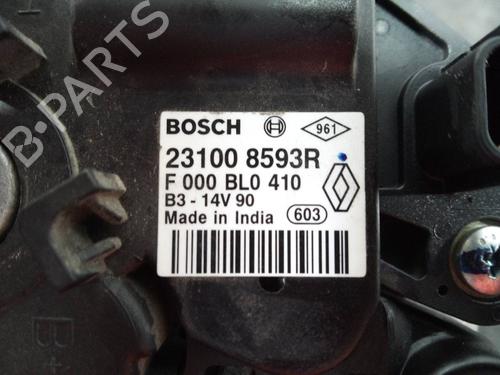 B-PARTS
BOSCH 961
23100 8593R
F 000 BL0 410
B3 - 14V 90
Made in India 603
B+